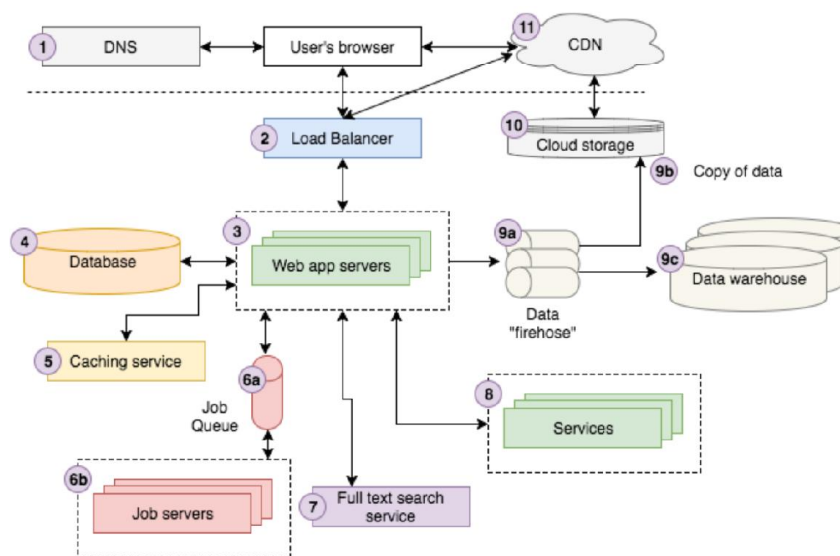 11
1
DNS
User's browser
CDN
2
Load Balancer
10
Cloud storage
9b
Copy of data
3
9a
4
Web app servers
9c
Database
Data warehouse
Data
"firehose"
5
Caching service
6a
8
Job
Queue
Services
6b
Full text search
service
7
Job servers